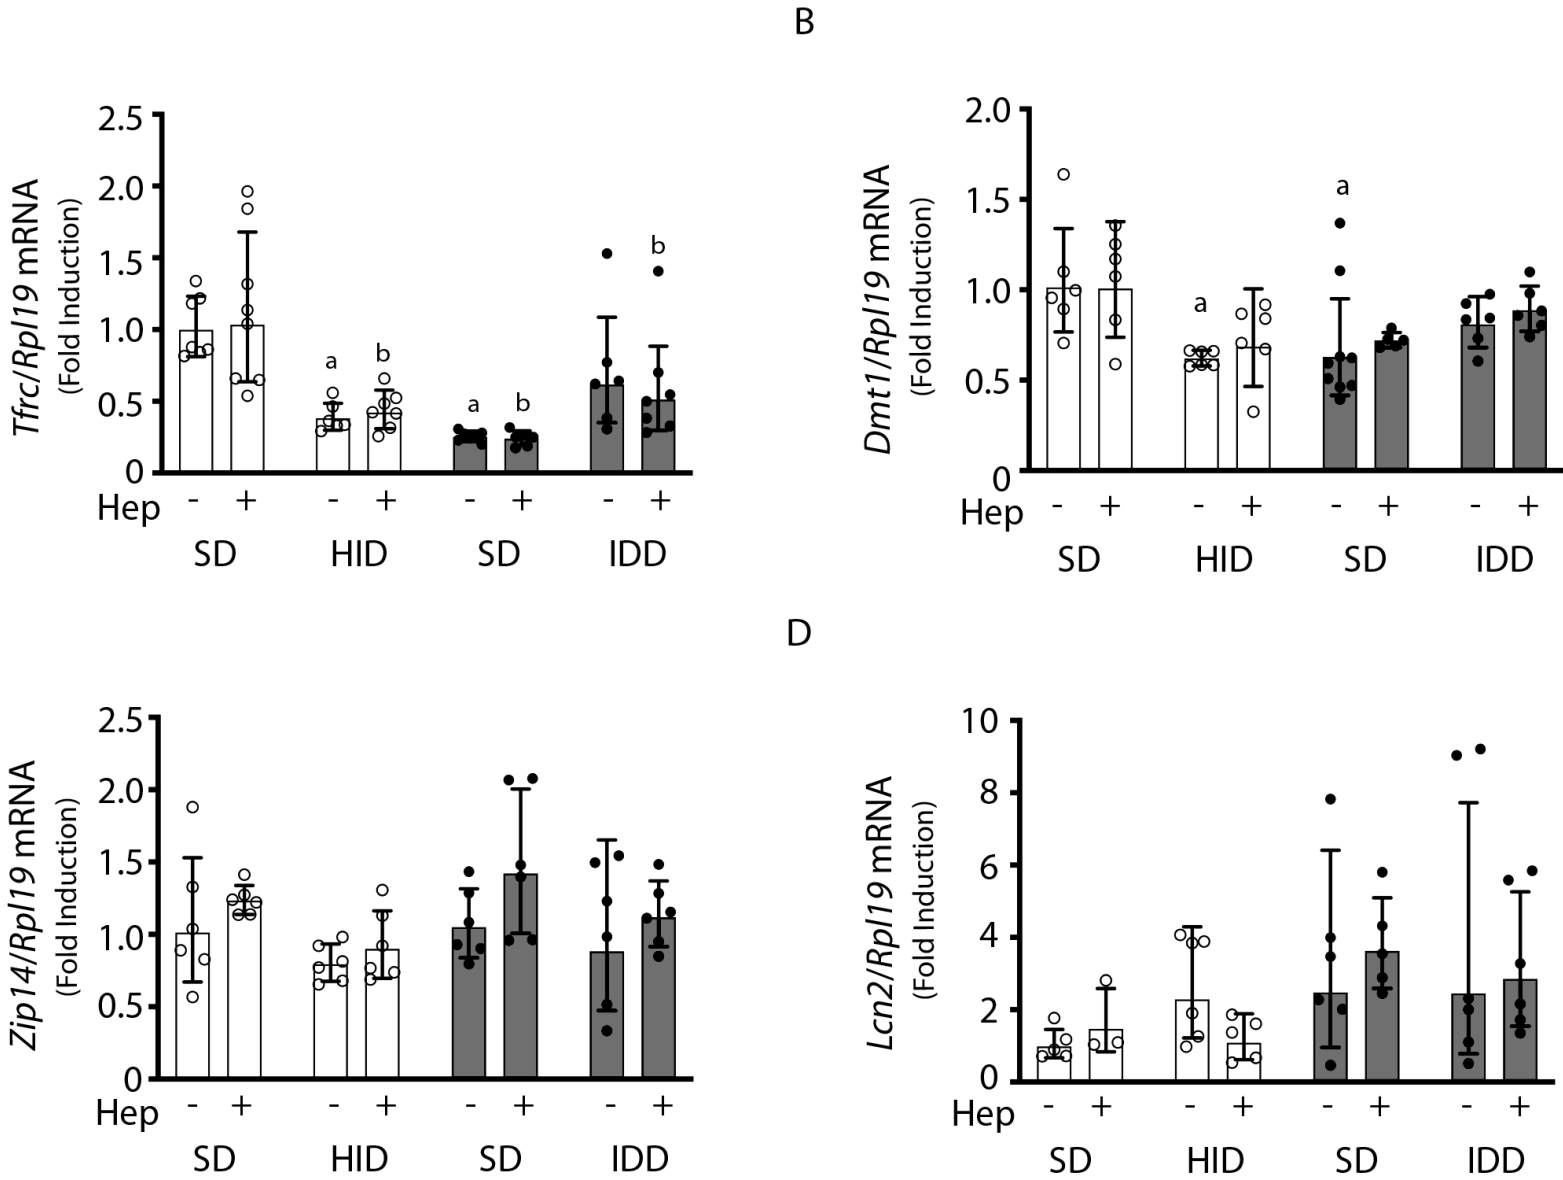 B
Tfrc/Rpl19 mRNA
(Fold Induction)
2.5
2.0
1.5
1.0
0.5
0
a
b
a
b
b
Hep - + - + - + - +
SD HID SD IDD
Dmt1/Rpl19 mRNA
(Fold Induction)
2.0
1.5
1.0
0.5
0
a
a
Hep - + - + - + - +
SD HID SD IDD
D
Zip14/Rpl19 mRNA
(Fold Induction)
2.5
2.0
1.5
1.0
0.5
0
Hep - + - + - + - +
SD HID SD IDD
Lcn2/Rpl19 mRNA
(Fold Induction)
10
8
6
4
2
0
Hep - + - + - + - +
SD HID SD IDD